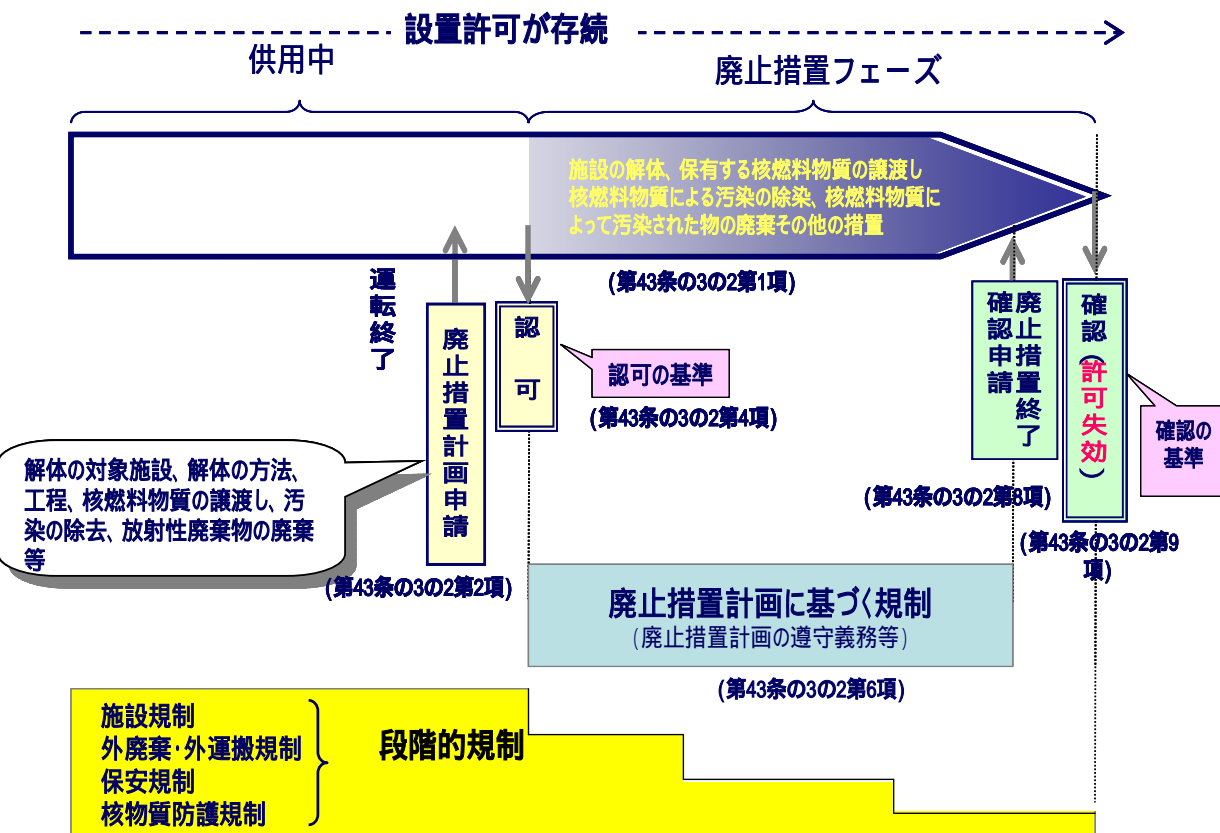 設置許可が存続
供用中
廃止措置フェーズ
施設の解体、保有する核燃料物質の譲渡し
核燃料物質による汚染の除染、核燃料物質に
よって汚染された物の廃棄その他の措置
(第43条の3の2第1項)
運転終了
廃止措置計画申請
認 可
認可の基準
(第43条の3の2第4項)
廃止措置終了
確認申請
確認(許可失効)
確認の
基準
解体の対象施設、解体の方法、
工程、核燃料物質の譲渡し、汚
染の除去、放射性廃棄物の廃棄
等
(第43条の3の2第2項)
(第43条の3の2第8項)
(第43条の3の2第9
項)
廃止措置計画に基づく規制
(廃止措置計画の遵守義務等)
(第43条の3の2第6項)
施設規制
外廃棄・外運搬規制
保安規制
核物質防護規制
段階的規制